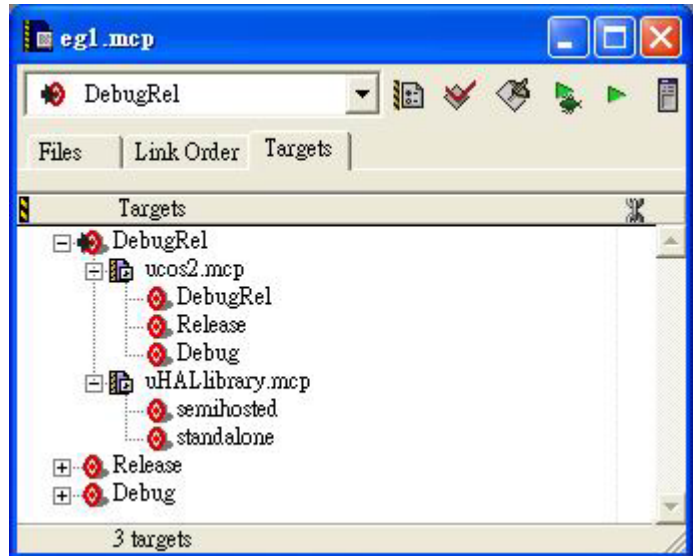 eg1.mcp
DebugRel
Files Link Order Targets
Targets
DebugRel
ucos2.mcp
DebugRel
Release
Debug
uHALlibrary.mcp
semihosted
standalone
Release
Debug
3 targets